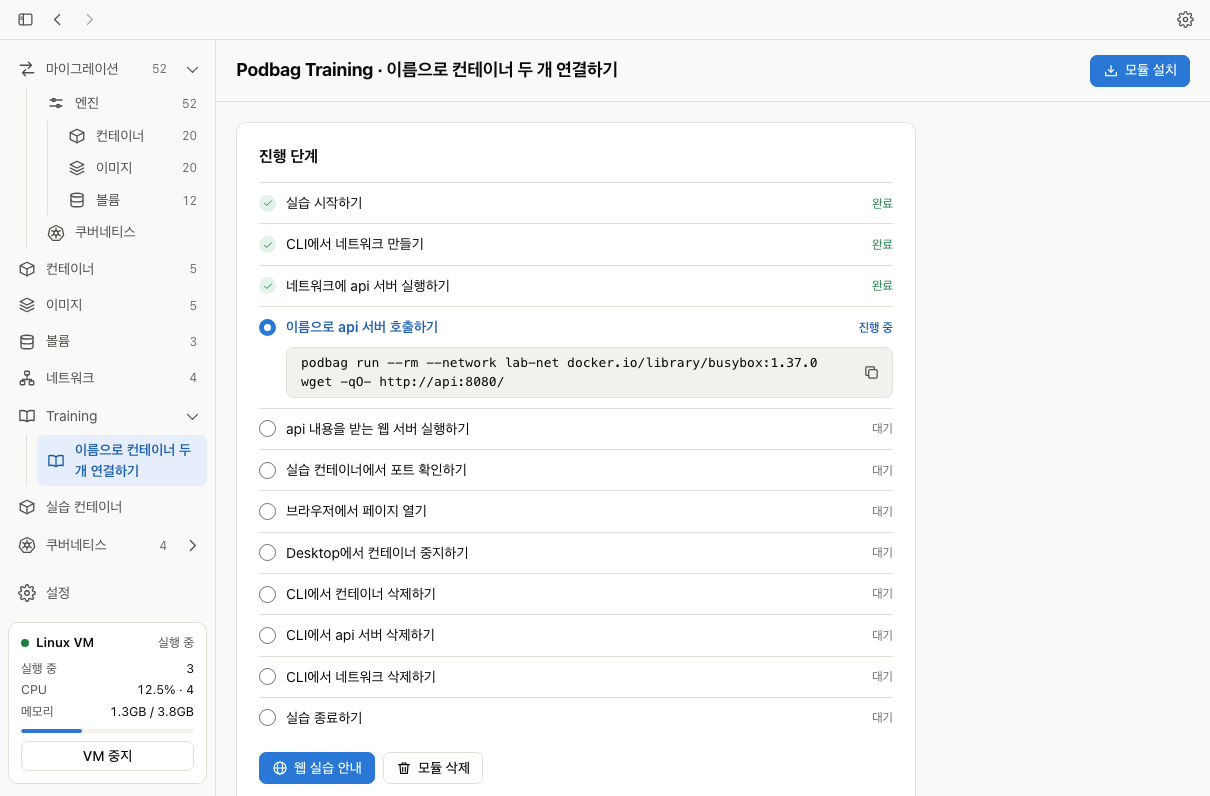 마이그레이션 52
엔진 52
컨테이너 20
이미지 20
볼륨 12
쿠버네티스
컨테이너 5
이미지 5
볼륨 3
네트워크 4
Training
이름으로 컨테이너 두
개 연결하기
실습 컨테이너
쿠버네티스 4
설정
Linux VM 실행 중
실행 중 3
CPU 12.5% · 4
메모리 1.3GB / 3.8GB
VM 중지
Podbag Training · 이름으로 컨테이너 두 개 연결하기
모듈 설치
진행 단계
실습 시작하기 완료
CLI에서 네트워크 만들기 완료
네트워크에 api 서버 실행하기 완료
이름으로 api 서버 호출하기 진행 중
podbag run --rm --network lab-net docker.io/library/busybox:1.37.0
wget -qO- http://api:8080/
api 내용을 받는 웹 서버 실행하기 대기
실습 컨테이너에서 포트 확인하기 대기
브라우저에서 페이지 열기 대기
Desktop에서 컨테이너 중지하기 대기
CLI에서 컨테이너 삭제하기 대기
CLI에서 api 서버 삭제하기 대기
CLI에서 네트워크 삭제하기 대기
실습 종료하기 대기
웹 실습 안내
모듈 삭제